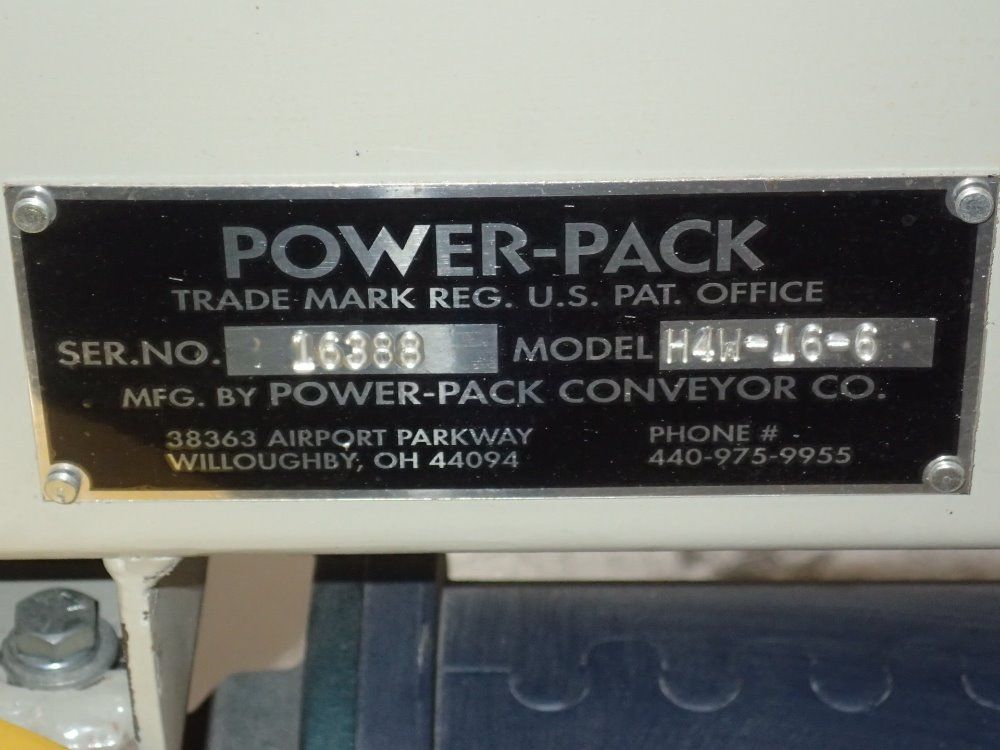 POWER-PACK
TRADE MARK REG. U.S. PAT. OFFICE
SER.NO. 16388 MODEL H4W-16-6
MFG. BY POWER-PACK CONVEYOR CO.
38363 AIRPORT PARKWAY PHONE #
WILLOUGHBY, OH 44094 440-975-9955